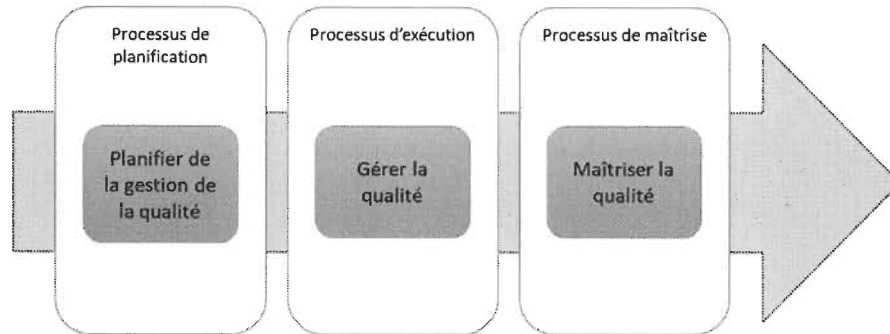 Processus de
planification
Planifier de
la gestion de
la qualité
Processus d'exécution
Gérer la
qualité
Processus de maîtrise
Maîtriser la
qualité